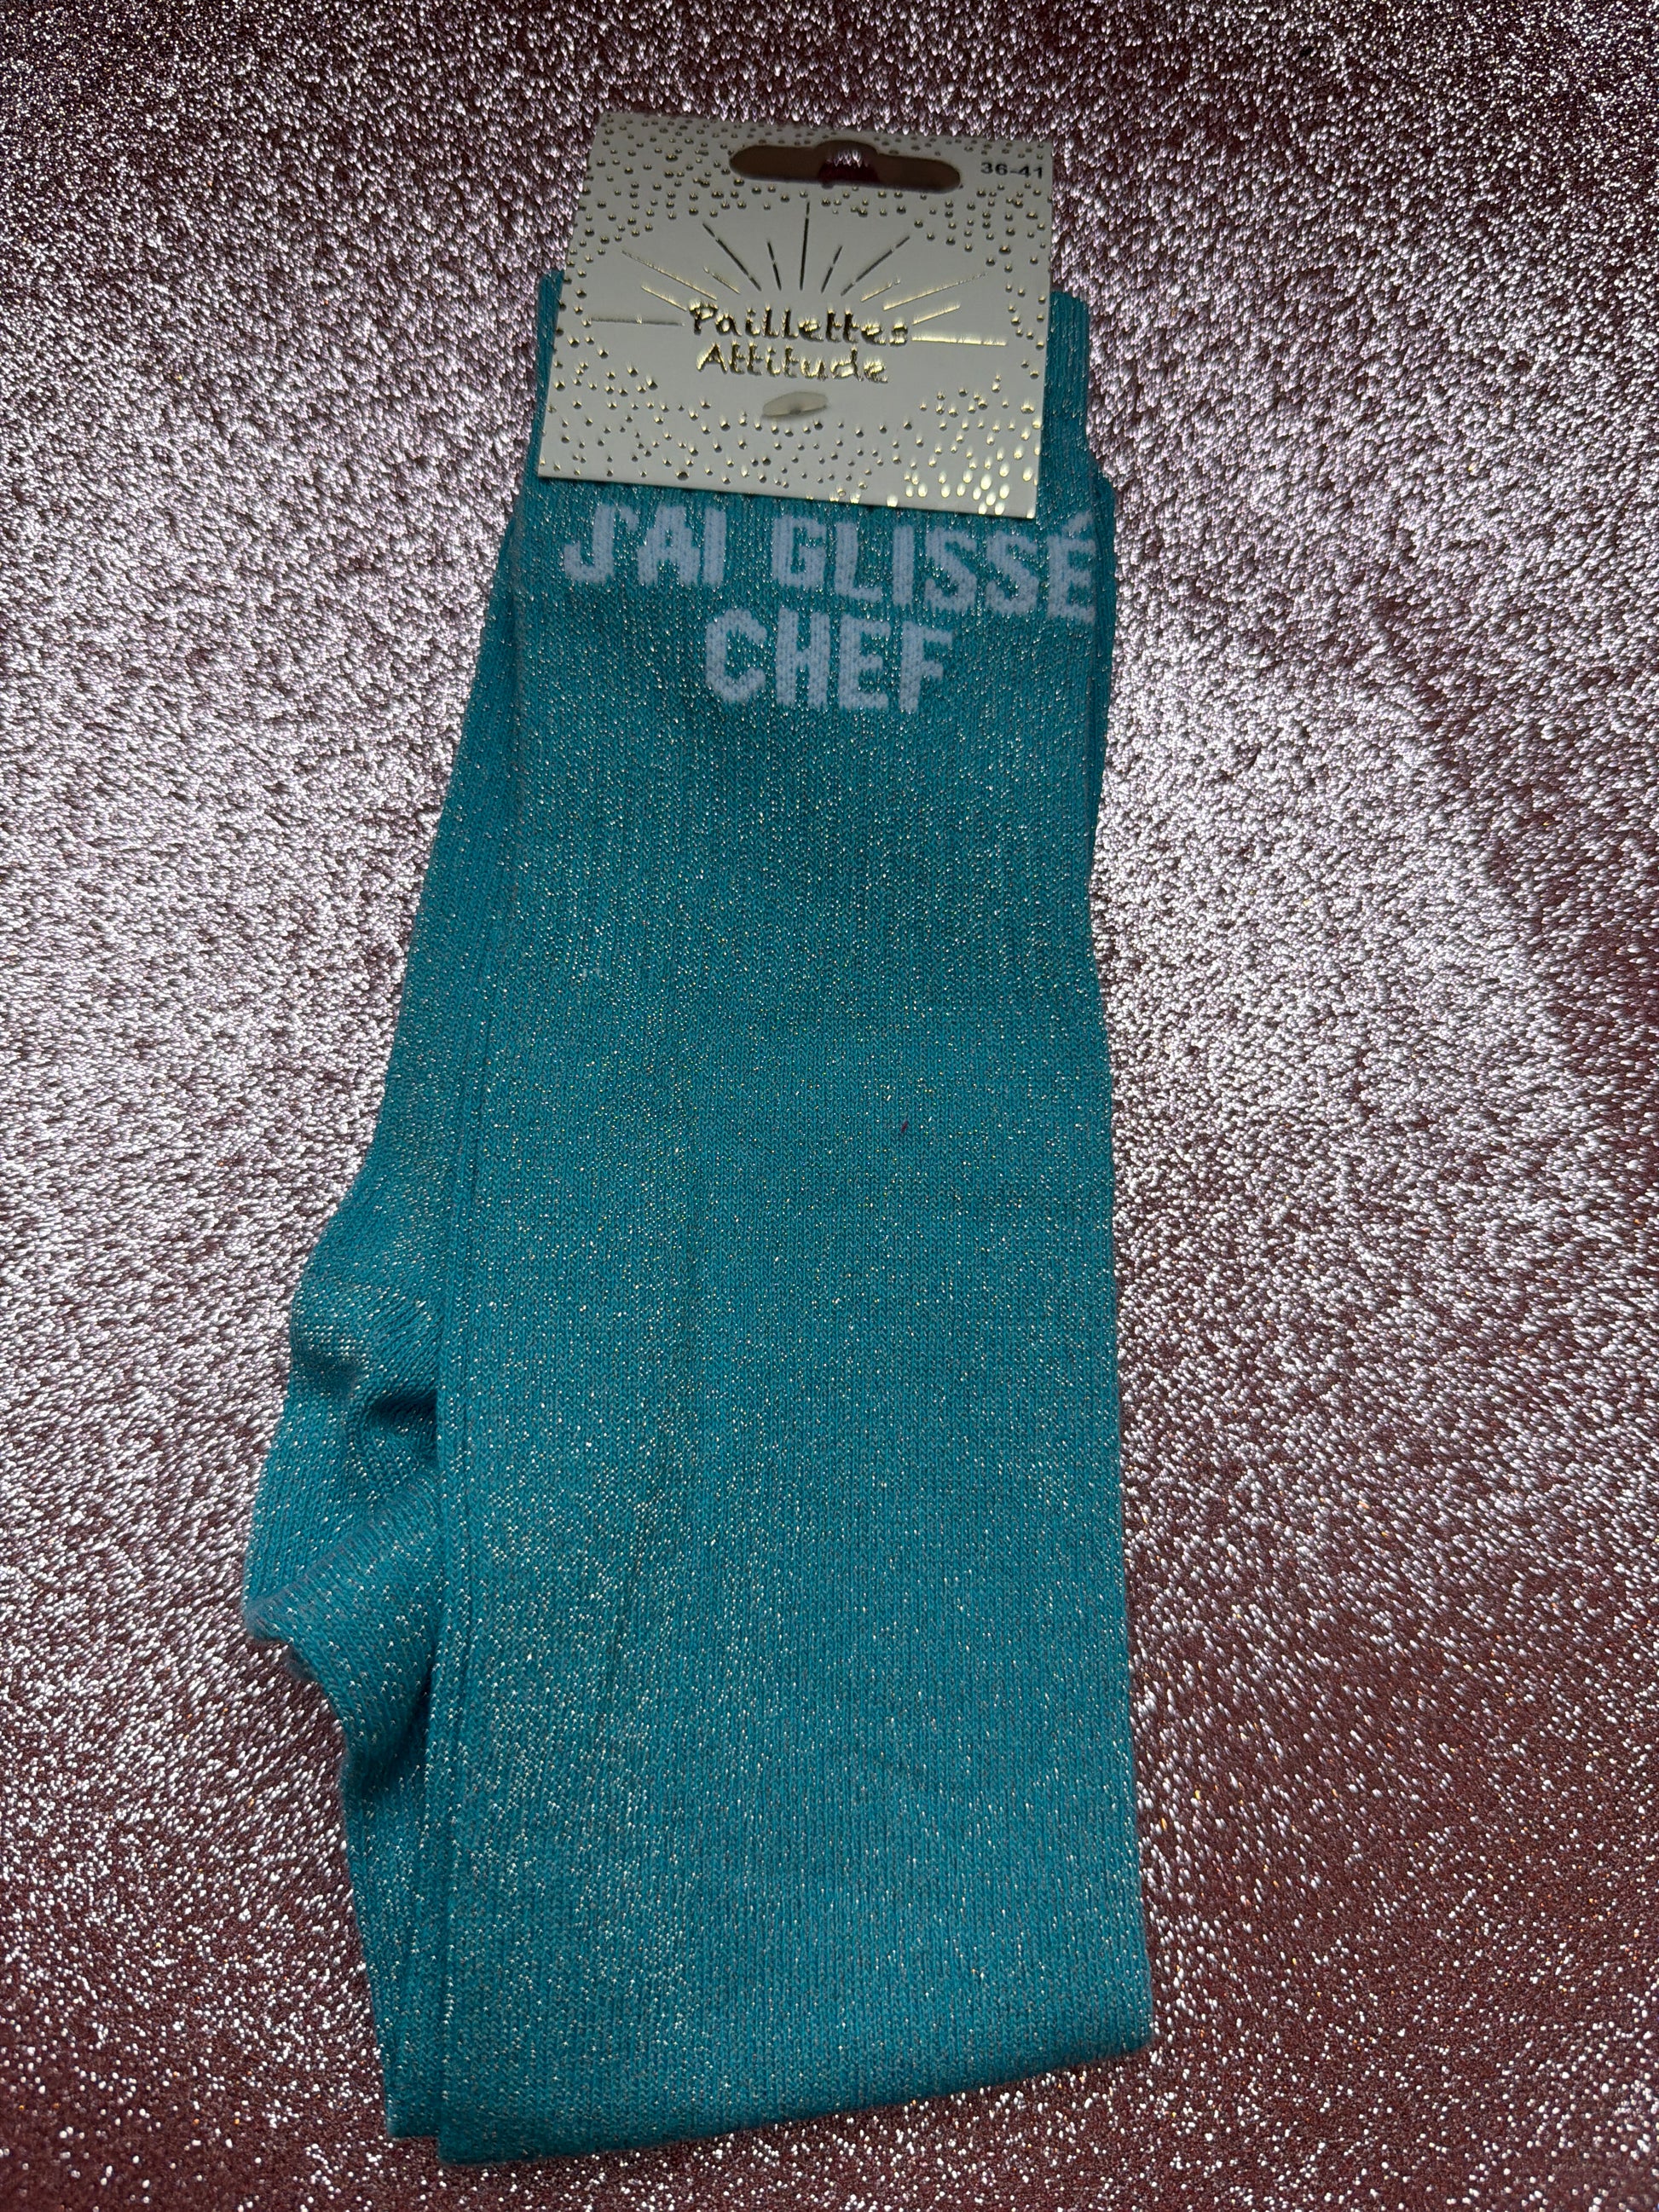 36-41
Paillettes
Attitude
J'AI GLISSÉ
CHEF